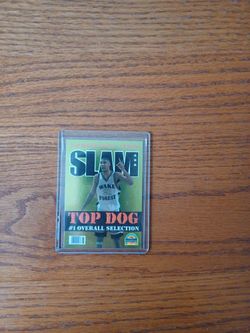 SLAM
WAKE
FOREST
TOP DOG
#1 OVERALL SELECTION